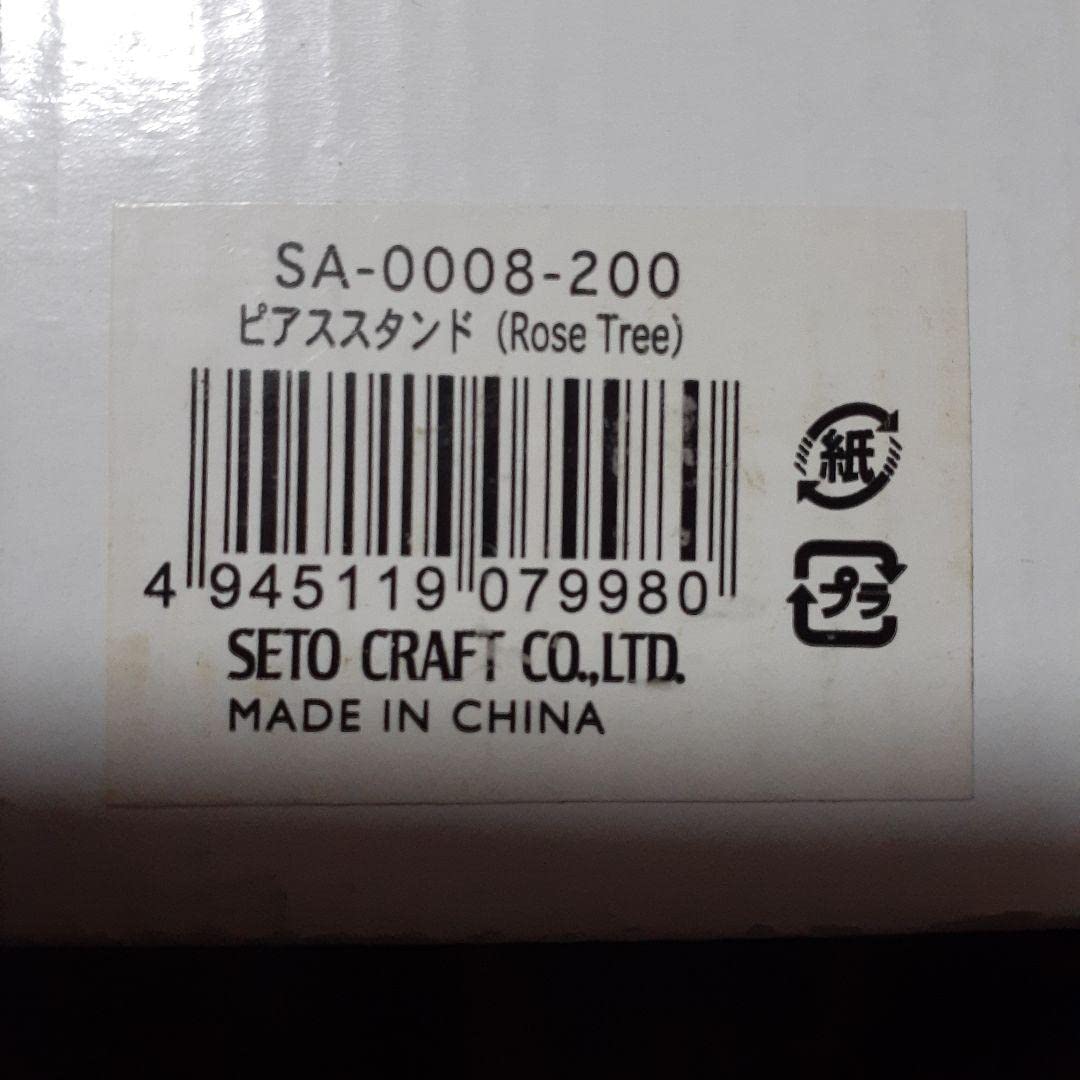 SA-0008-200
ピアススタンド (Rose Tree)
4 945119 079980
紙
プラ
SETO CRAFT CO.,LTD.
MADE IN CHINA